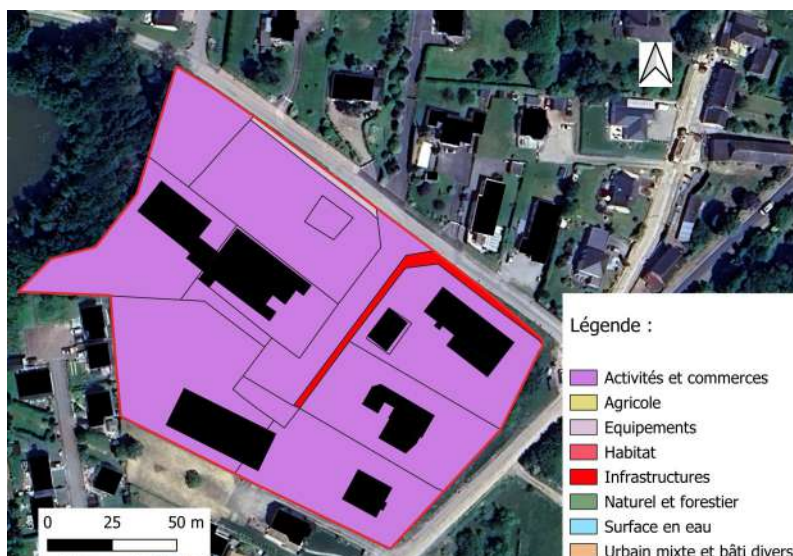 Légende :
Activités et commerces
Agricole
Equipements
Habitat
Infrastructures
Naturel et forestier
Surface en eau
Urbain mixte et bâti divers
0 25 50 m